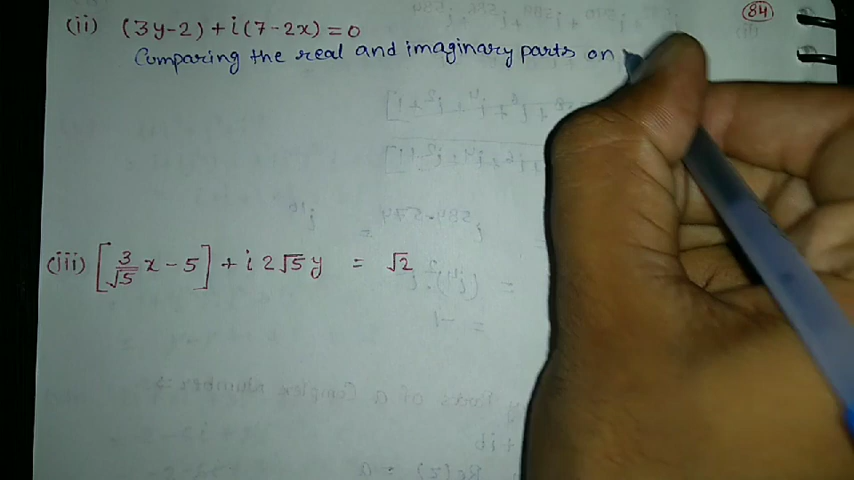 84
(ii) (3y-2) + i(7-2x) = 0
Comparing the real and imaginary parts on
(iii) [3/√5 x - 5] + i 2√5 y = √2